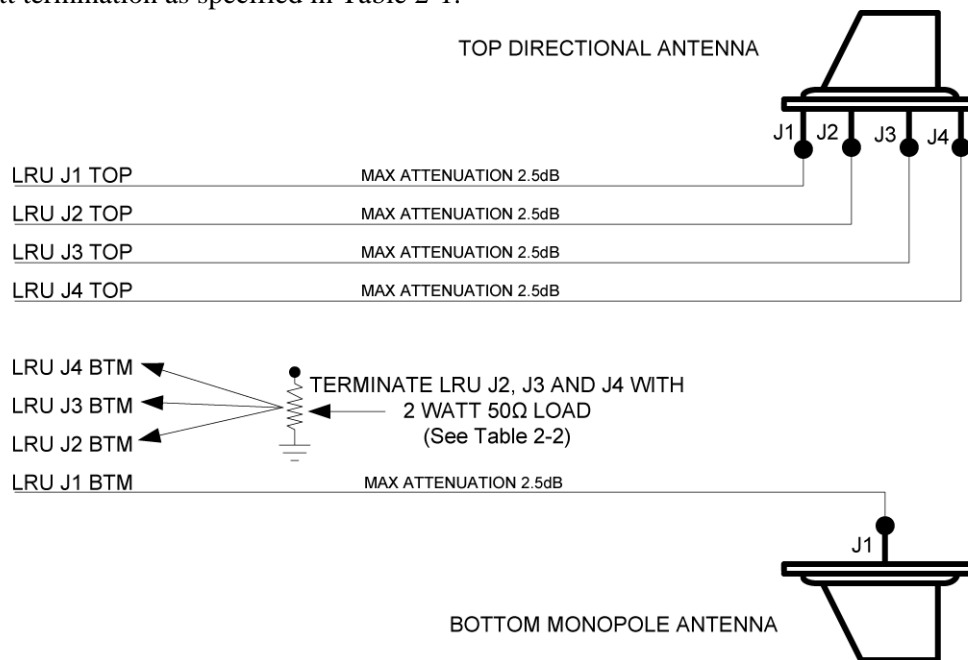 termination as specified in Table 2-1.
TOP DIRECTIONAL ANTENNA
J1 J2 J3 J4
LRU J1 TOP MAX ATTENUATION 2.5dB
LRU J2 TOP MAX ATTENUATION 2.5dB
LRU J3 TOP MAX ATTENUATION 2.5dB
LRU J4 TOP MAX ATTENUATION 2.5dB
LRU J4 BTM
LRU J3 BTM
LRU J2 BTM
TERMINATE LRU J2, J3 AND J4 WITH
2 WATT 50Ω LOAD
(See Table 2-2)
LRU J1 BTM MAX ATTENUATION 2.5dB
J1
BOTTOM MONOPOLE ANTENNA